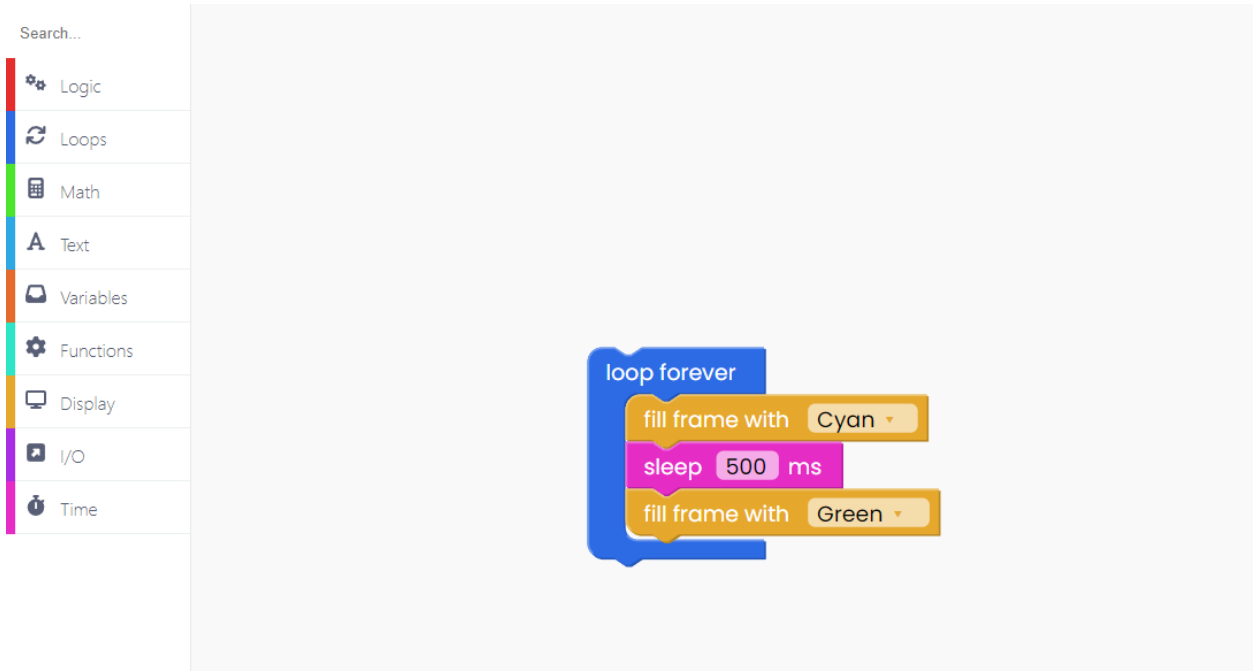 Search...
Logic
Loops
Math
Text
Variables
Functions
Display
I/O
Time
loop forever
fill frame with Cyan
sleep 500 ms
fill frame with Green